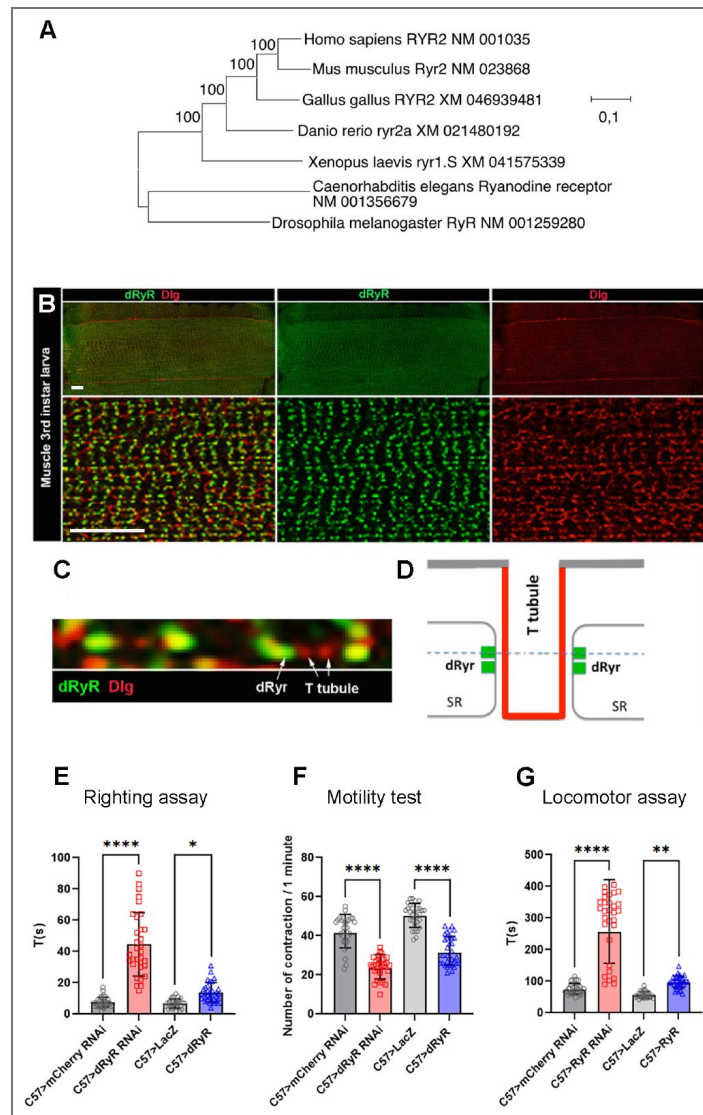 A
Homo sapiens RYR2 NM 001035
Mus musculus Ryr2 NM 023868
Gallus gallus RYR2 XM 046939481
Danio rerio ryr2a XM 021480192
Xenopus laevis ryr1.S XM 041575339
Caenorhabditis elegans Ryanodine receptor
NM 001356679
Drosophila melanogaster RyR NM 001259280
100
100
100
100
0,1
B
dRyR Dlg
dRyR
Dlg
Muscle 3rd instar larva
C
dRyR Dlg
dRyr
T tubule
D
T tubule
dRyr
dRyr
SR
SR
E
Righting assay
**** *
T(s)
100
80
60
40
20
0
C57>mCherry RNAi
C57>dRyR RNAi
C57>LacZ
C57>dRyR
F
Motility test
**** ****
Number of contraction / 1 minute
80
60
40
20
0
C57>mCherry RNAi
C57>dRyR RNAi
C57>LacZ
C57>dRyR
G
Locomotor assay
**** **
T(s)
500
400
300
200
100
0
C57>mCherry RNAi
C57>RyR RNAi
C57>LacZ
C57>RyR